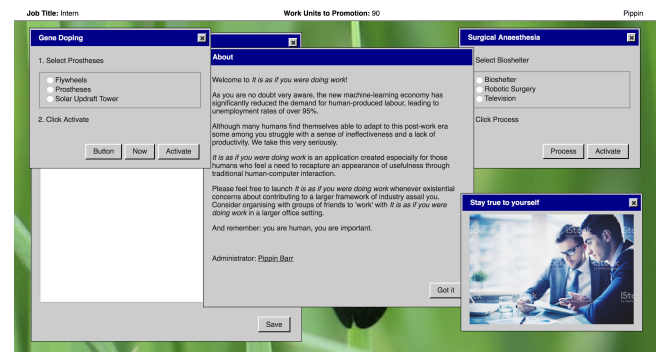 Job Title: Intern
Work Units to Promotion: 90
Pippin
Gene Doping
1. Select Prostheses
Flywheels
Prostheses
Solar Updraft Tower
2. Click Activate
Button
Now
Activate
About
Welcome to It is as if you were doing work!
As you are no doubt very aware, the new machine-learning economy has
significantly reduced the demand for human-produced labour, leading to
unemployment rates of over 95%.
Although many humans find themselves able to adapt to this post-work era
some among you struggle with a sense of ineffectiveness and a lack of
productivity. We take this very seriously.
It is as if you were doing work is an application created especially for those
humans who feel a need to recapture an appearance of usefulness through
traditional human-computer interaction.
Please feel free to launch It is as if you were doing work whenever existential
concerns about contributing to a larger framework of industry assail you.
Consider organising with groups of friends to 'work' with It is as if you were
doing work in a larger office setting.
And remember: you are human, you are important.
Administrator: Pippin Barr
Got it
Save
Surgical Anaesthesia
Select Bioshelter
Bioshelter
Robotic Surgery
Television
Click Process
Process
Activate
Stay true to yourself
iStock